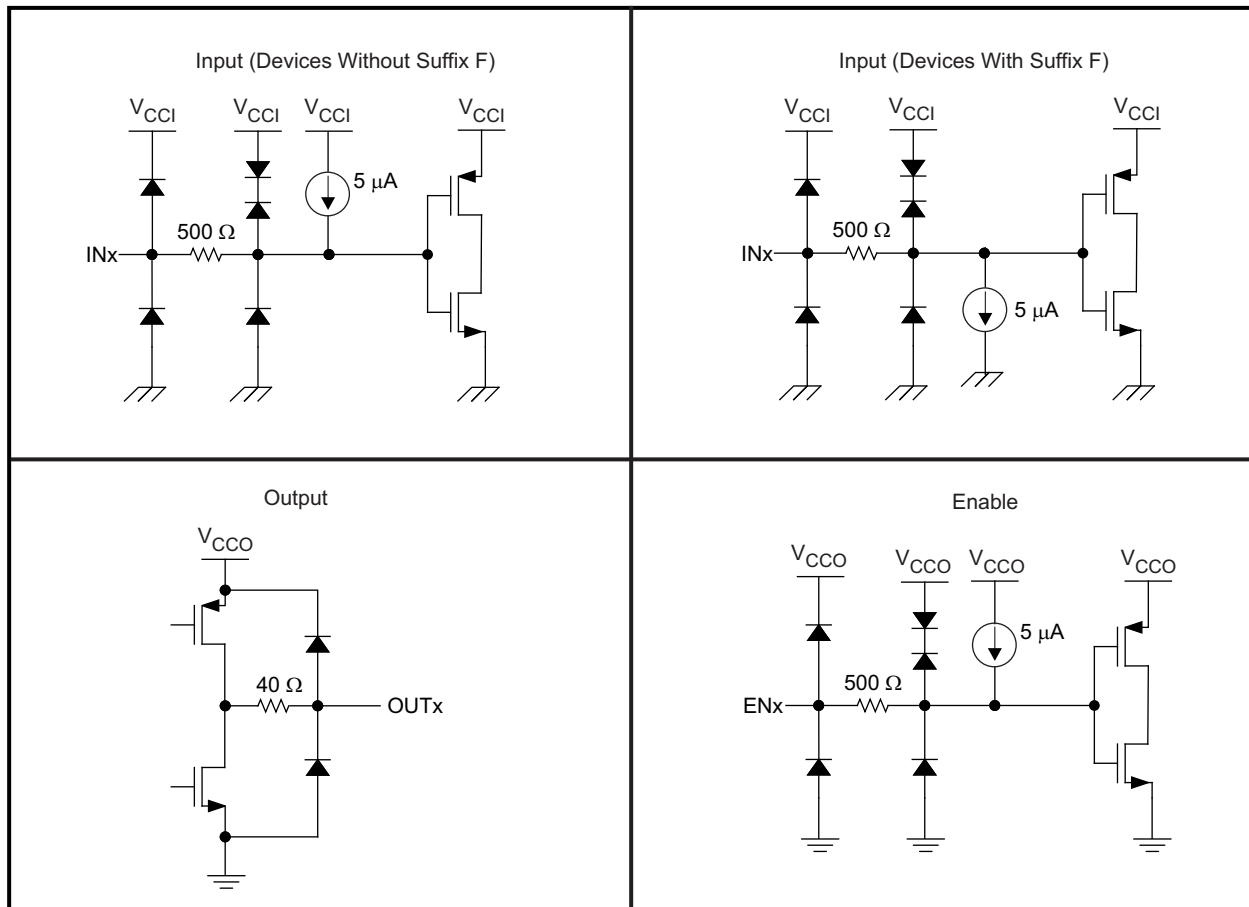 Input (Devices Without Suffix F)
V_CCI V_CCI V_CCI V_CCI
5 μA
500 Ω
INx
Input (Devices With Suffix F)
V_CCI V_CCI V_CCI
500 Ω
INx
5 μA
Output
V_CCO
40 Ω
OUTx
Enable
V_CCO V_CCO V_CCO V_CCO
5 μA
500 Ω
ENx